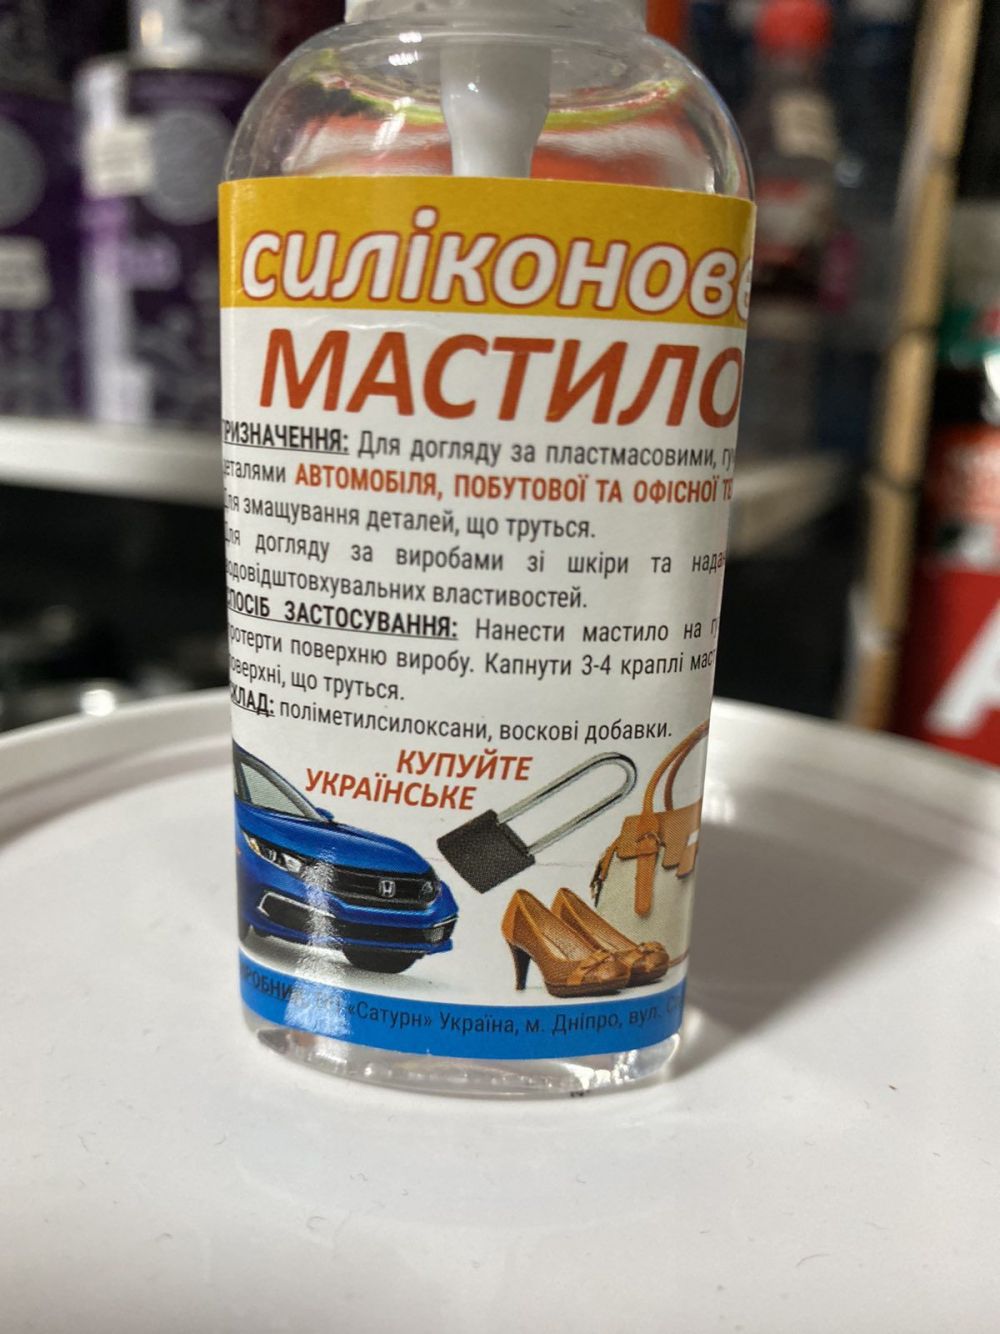 силіконове
МАСТИЛО
ПРИЗНАЧЕННЯ: Для догляду за пластмасовими,
деталями АВТОМОБІЛЯ, ПОБУТОВОЇ ТА ОФІСНОЇ
Для змащування деталей, що труться.
Для догляду за виробами зі шкіри та
водовідштовхувальних властивостей.
СПОСІБ ЗАСТОСУВАННЯ: Нанести мастило на
протерти поверхню виробу. Капнути 3-4 краплі
поверхні, що труться.
СКЛАД: поліметилсилоксани, воскові добавки.
КУПУЙТЕ
УКРАЇНСЬКЕ
ВИРОБНИК: «Сатурн» Україна, м. Дніпро, вул.